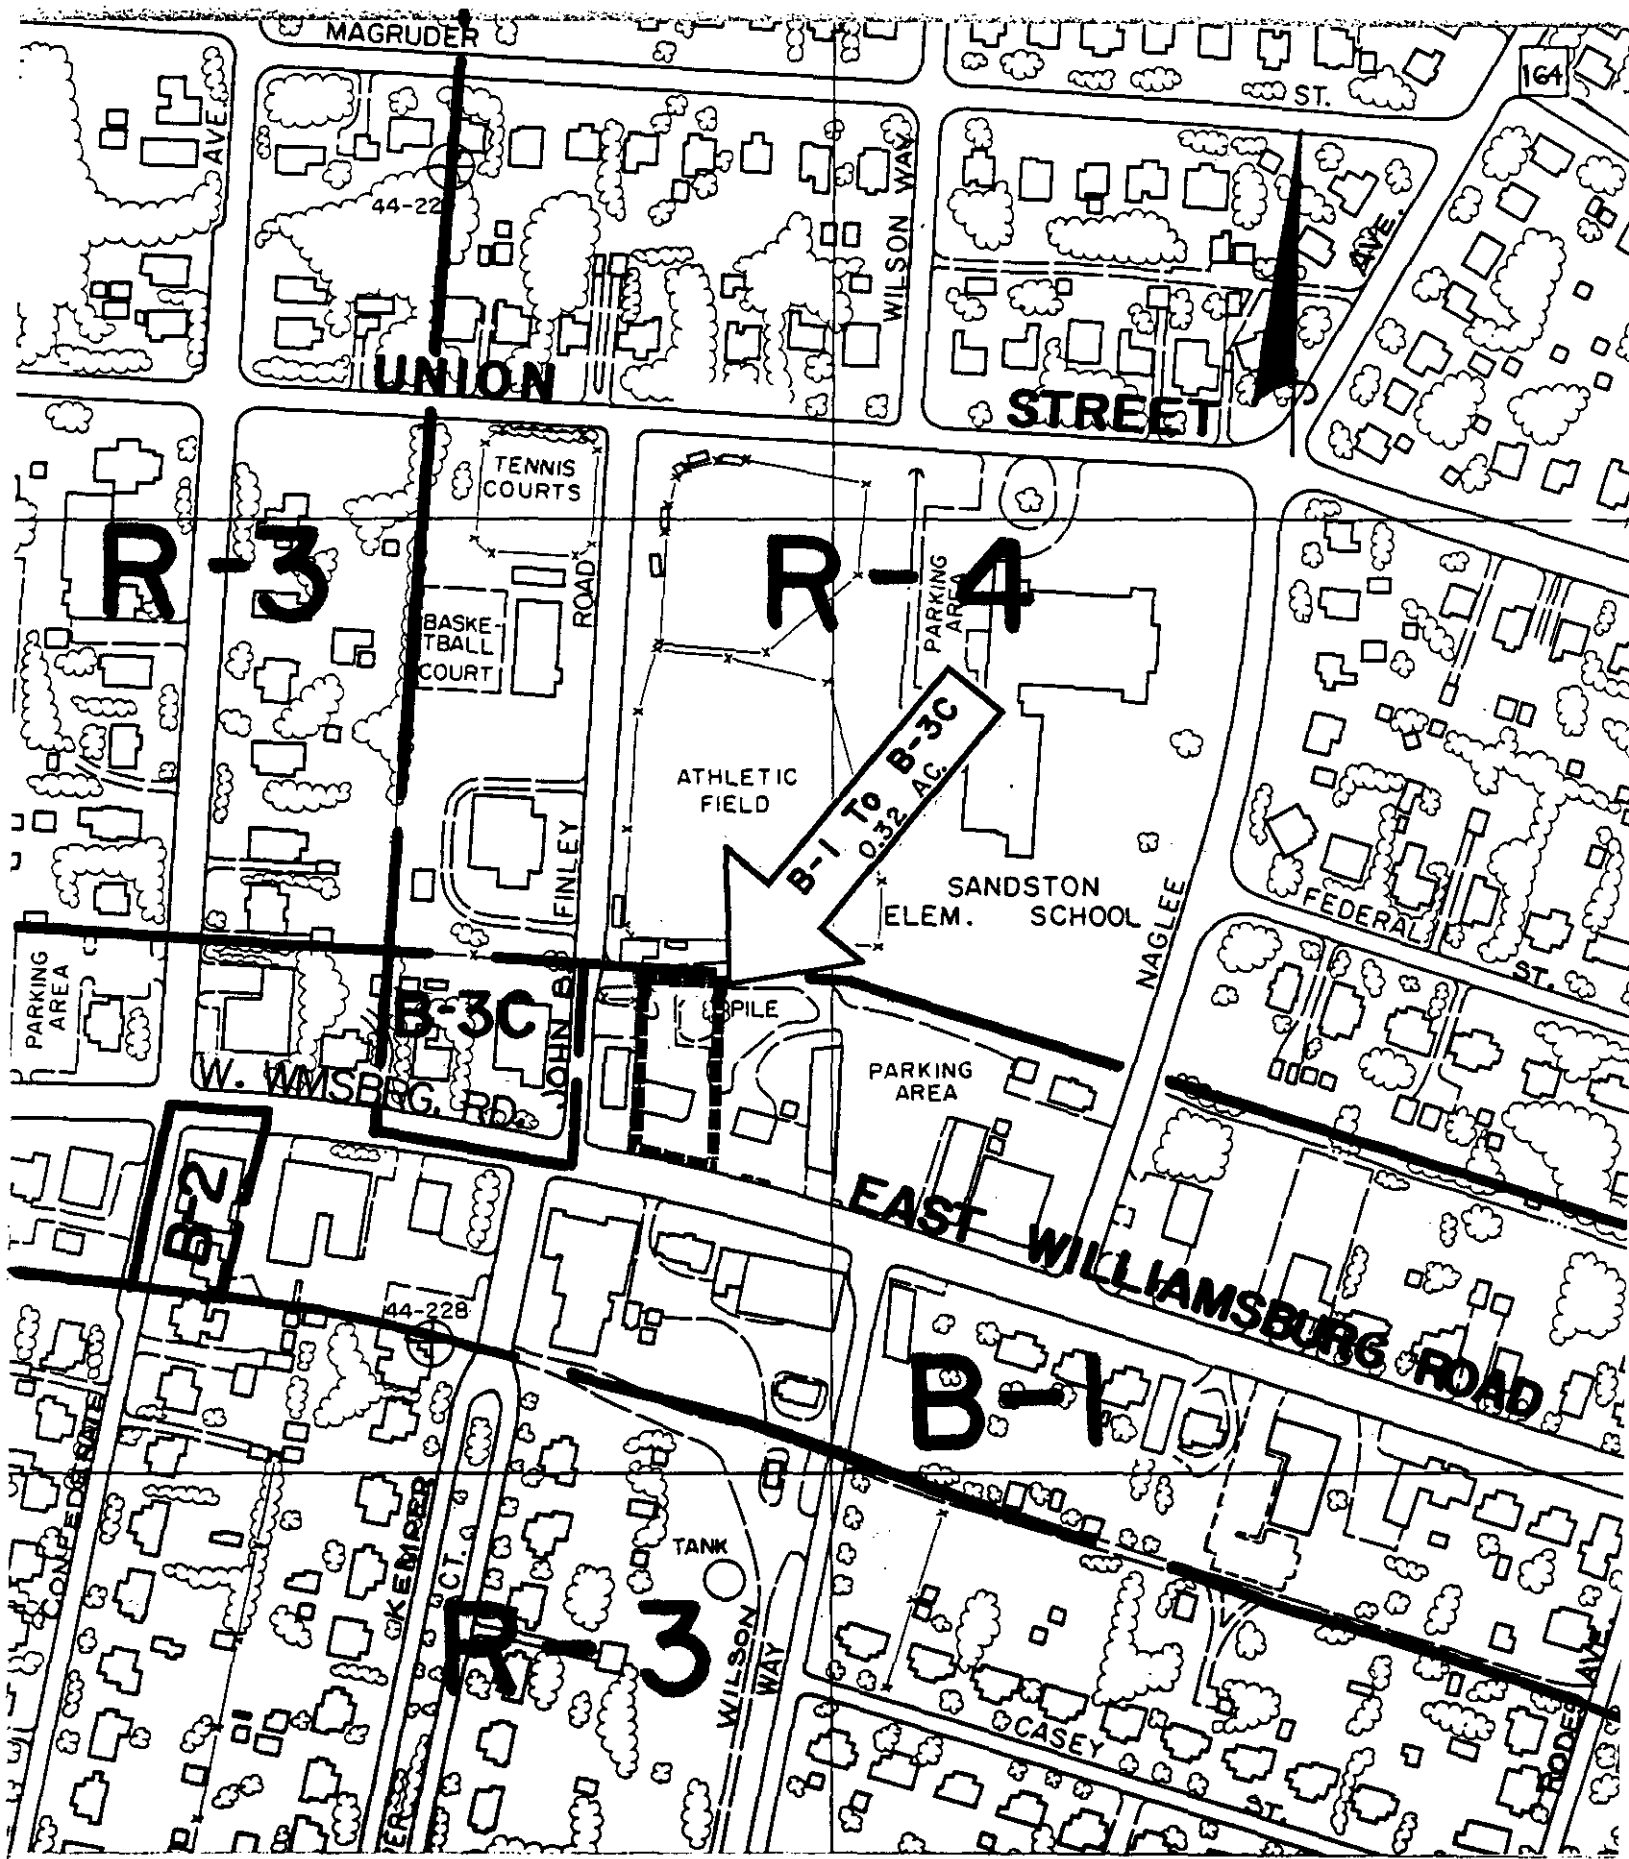 MAGRUDER
ST.
164
AVE.
44-22
WILSON WAY
AVE.
UNION
STREET
TENNIS
COURTS
R-3
R-4
PARKING
AREA
BASKE-
TBALL
COURT
ROAD
B-1 TO B-3C
0.32 AC.
ATHLETIC
FIELD
FINLEY
SANDSTON
ELEM. SCHOOL
NAGLEE
FEDERAL
ST.
PARKING
AREA
B-3C
JOHN B
PILE
W. WMSBRG. RD.
PARKING
AREA
B-2
EAST WILLIAMSBURG ROAD
44-228
B-1
CONFEDERATE
KEMPER
CT.
TANK
R-3
WILSON
WAY
CASEY
ST.
RODES AVE.